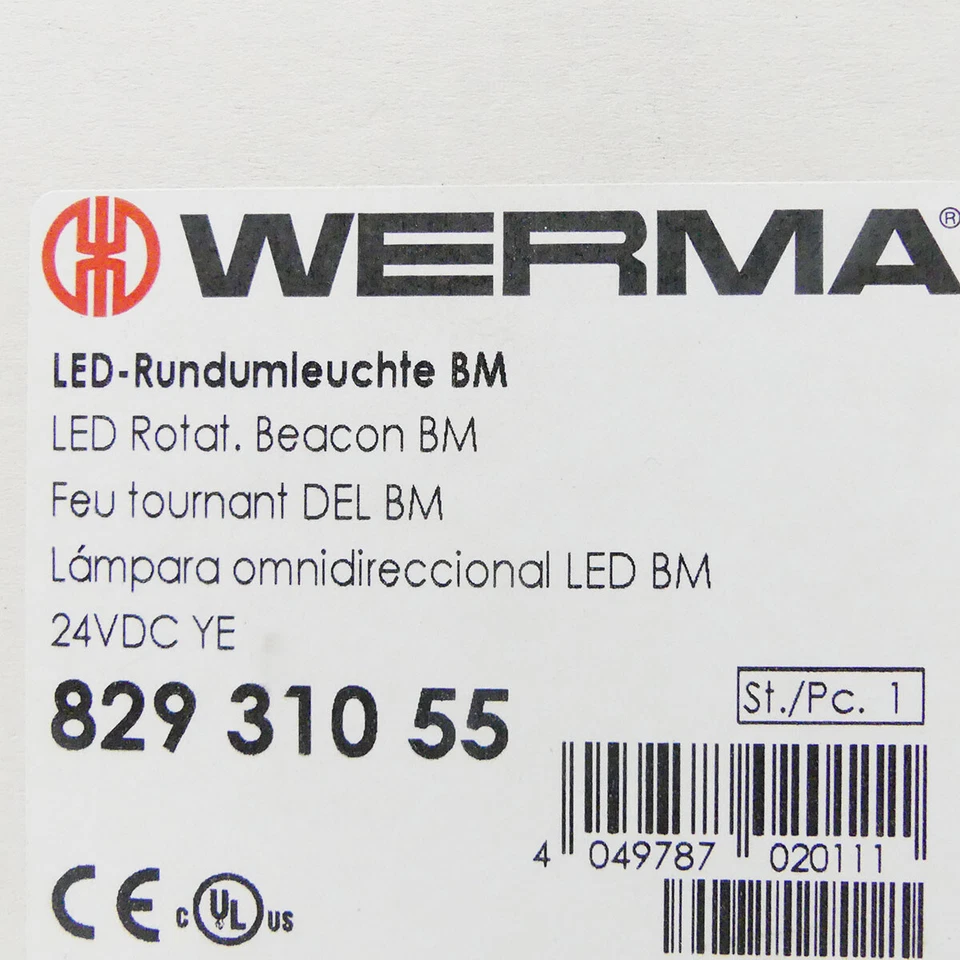 WERMA®
LED-Rundumleuchte BM
LED Rotat. Beacon BM
Feu tournant DEL BM
Lámpara omnidireccional LED BM
24VDC YE
829 310 55
St./Pc. 1
4 049787 020111
CE c UL us